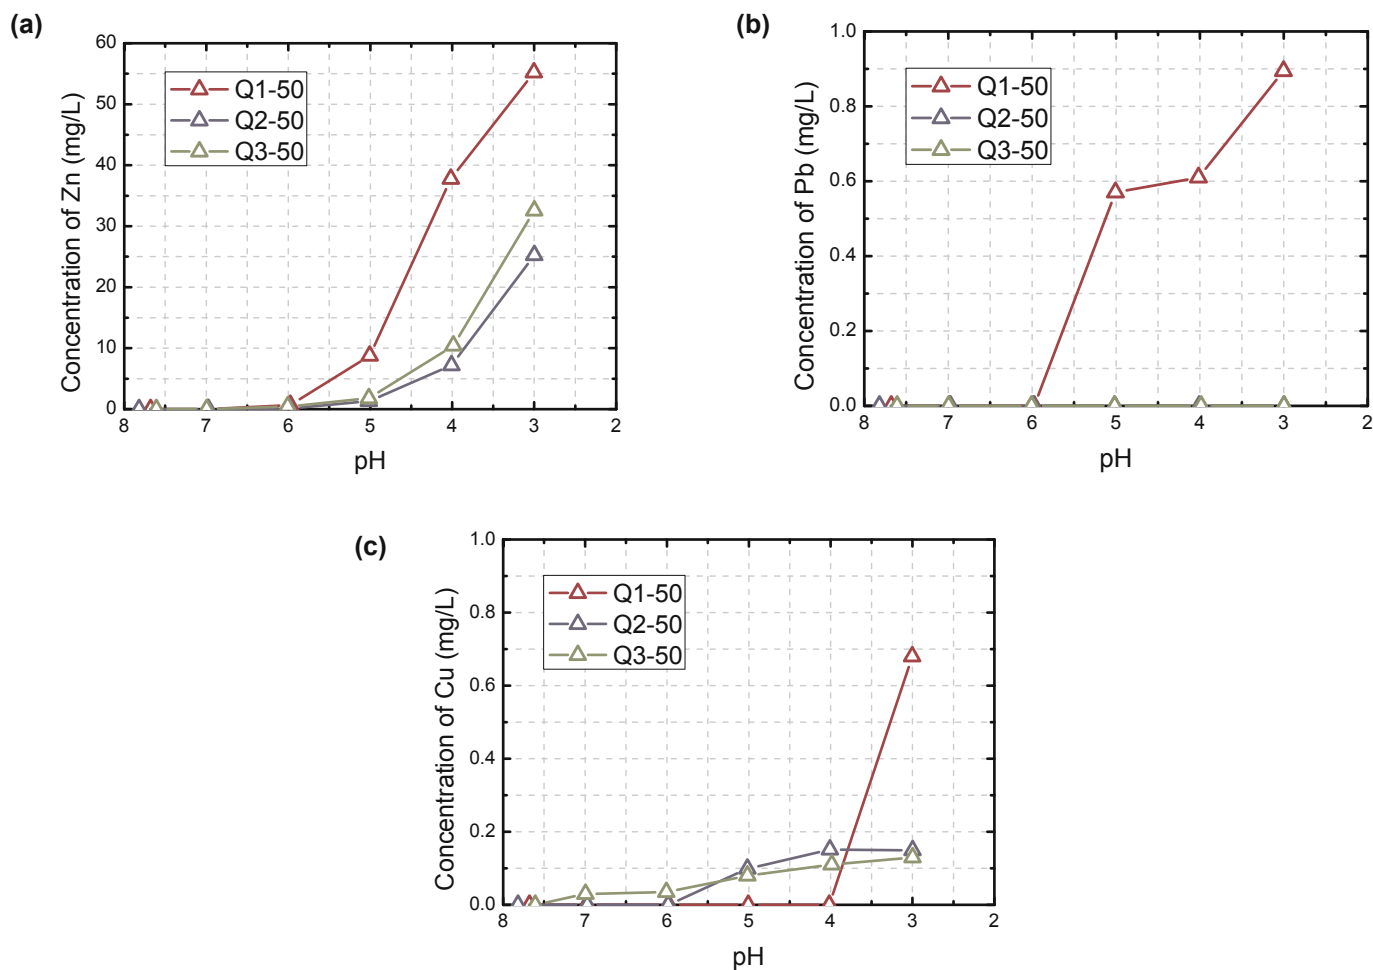 (a)
60
50
40
30
20
10
0
Concentration of Zn (mg/L)
Q1-50
Q2-50
Q3-50
8 7 6 5 4 3 2
pH
(b)
1.0
0.8
0.6
0.4
0.2
0.0
Concentration of Pb (mg/L)
Q1-50
Q2-50
Q3-50
8 7 6 5 4 3 2
pH
(c)
1.0
0.8
0.6
0.4
0.2
0.0
Concentration of Cu (mg/L)
Q1-50
Q2-50
Q3-50
8 7 6 5 4 3 2
pH